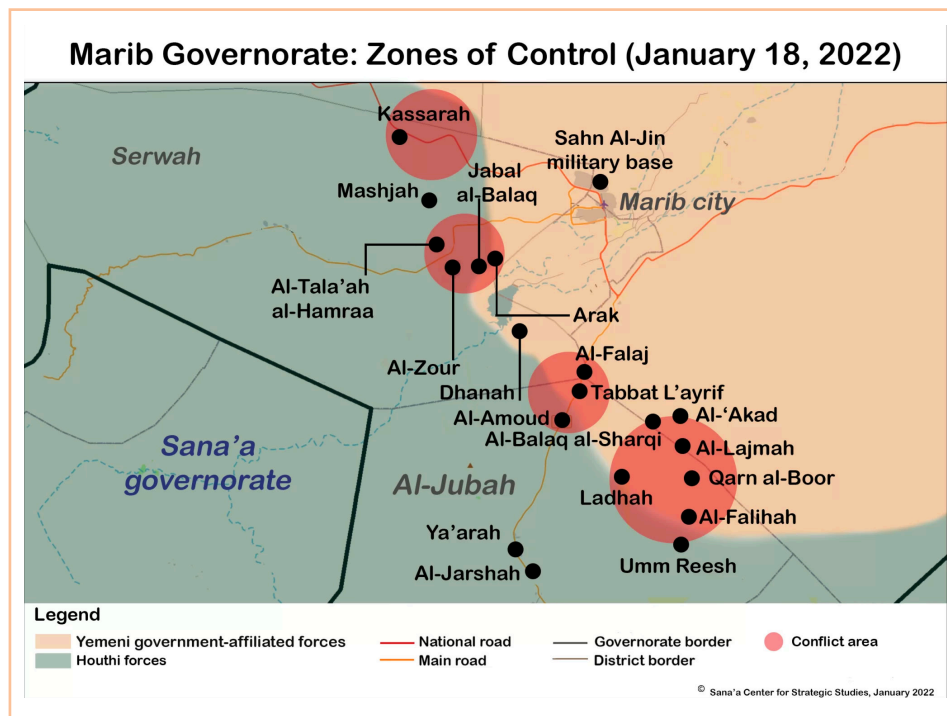 Marib Governorate: Zones of Control (January 18, 2022)
Kassarah
Serwah
Sahn Al-Jin
military base
Jabal
al-Balaq
Mashjah
Marib city
Al-Tala’ah
al-Hamraa
Arak
Al-Falaj
Al-Zour
Dhanah
Tabbat L’ayrif
Al-Amoud
Al-‘Akad
Al-Balaq al-Sharqi
Al-Lajmah
Sana’a
governorate
Al-Jubah
Ladhah
Qarn al-Boor
Al-Falihah
Ya’arah
Umm Reesh
Al-Jarshah
Legend
Yemeni government-affiliated forces
Houthi forces
National road
Main road
Governorate border
District border
Conflict area
© Sana’a Center for Strategic Studies, January 2022